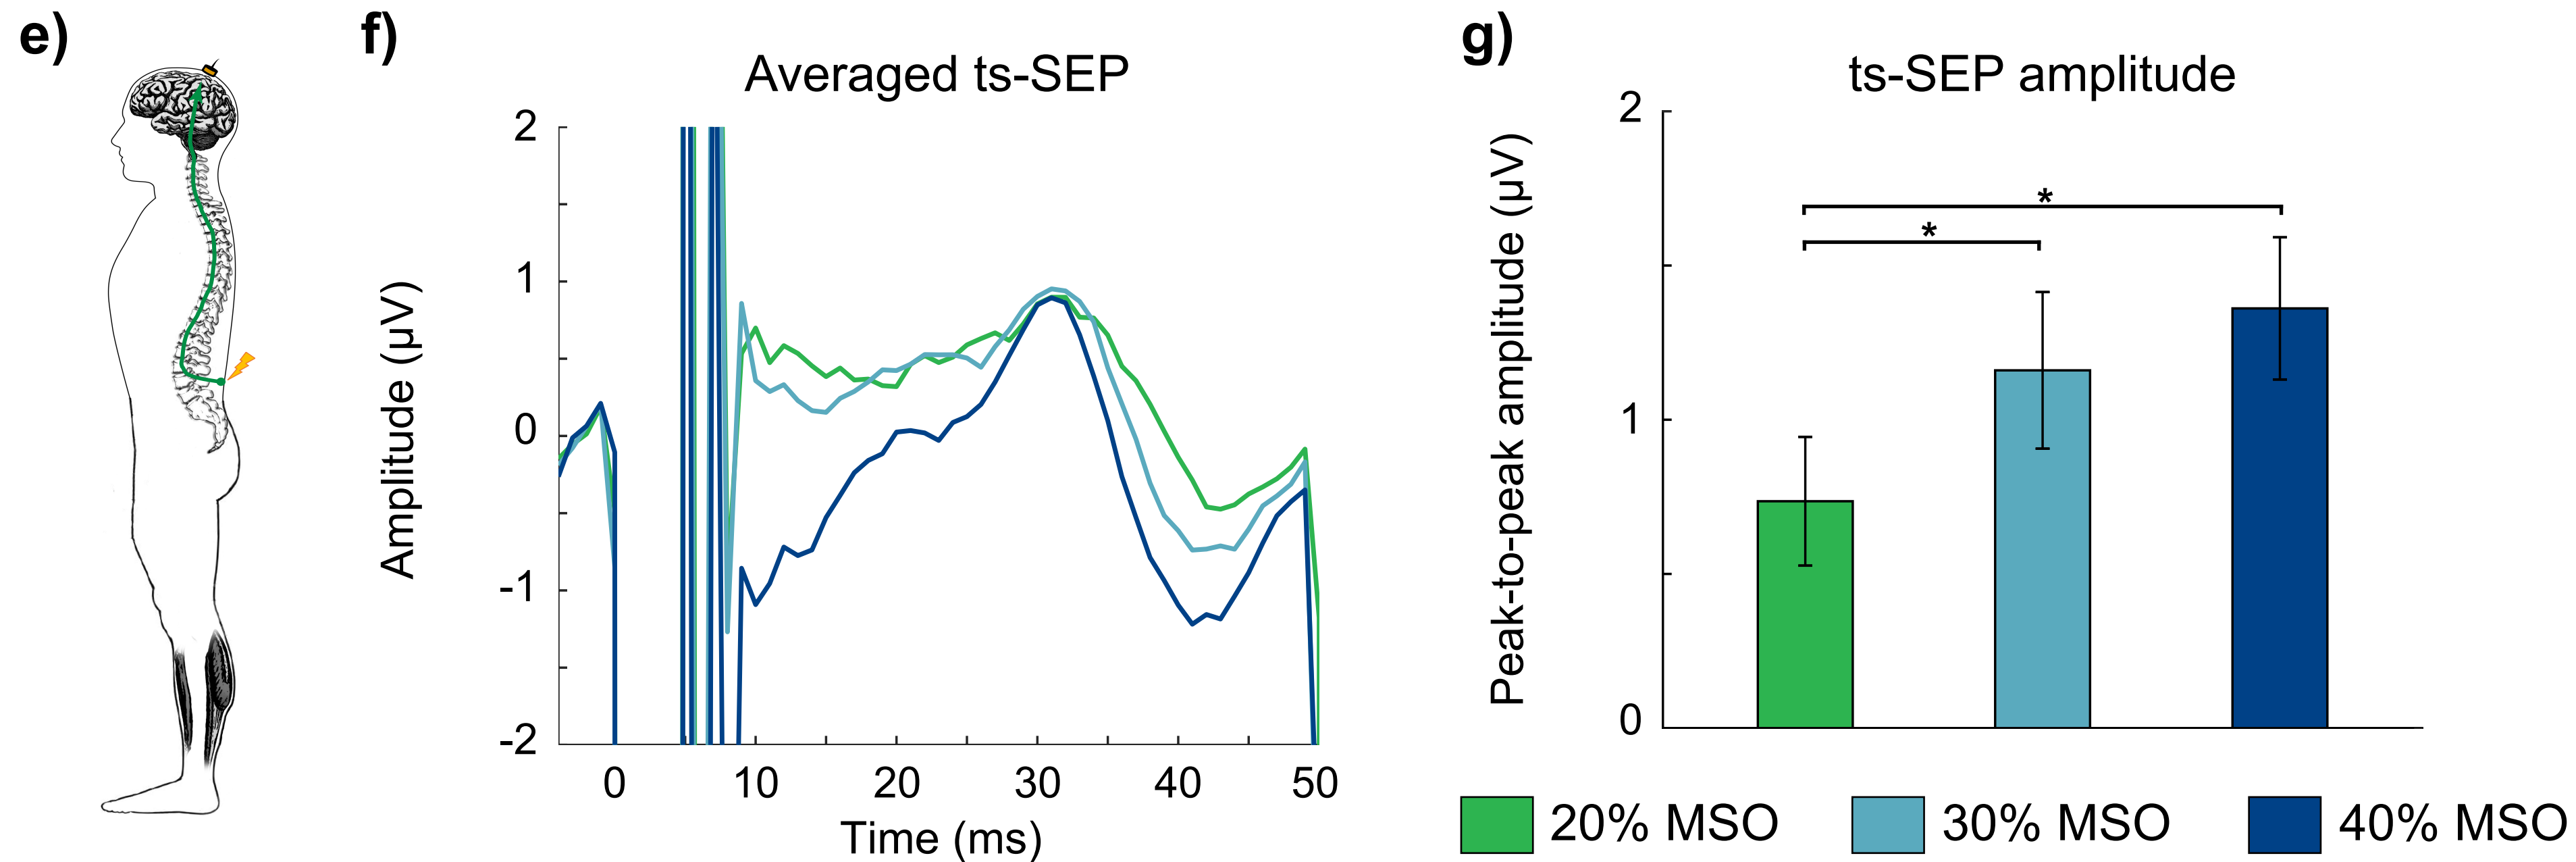 e)
f)
Averaged ts-SEP
Amplitude (µV)
2
1
0
-1
-2
0 10 20 30 40 50
Time (ms)
g)
ts-SEP amplitude
Peak-to-peak amplitude (µV)
2
1
0
*
*
20% MSO
30% MSO
40% MSO